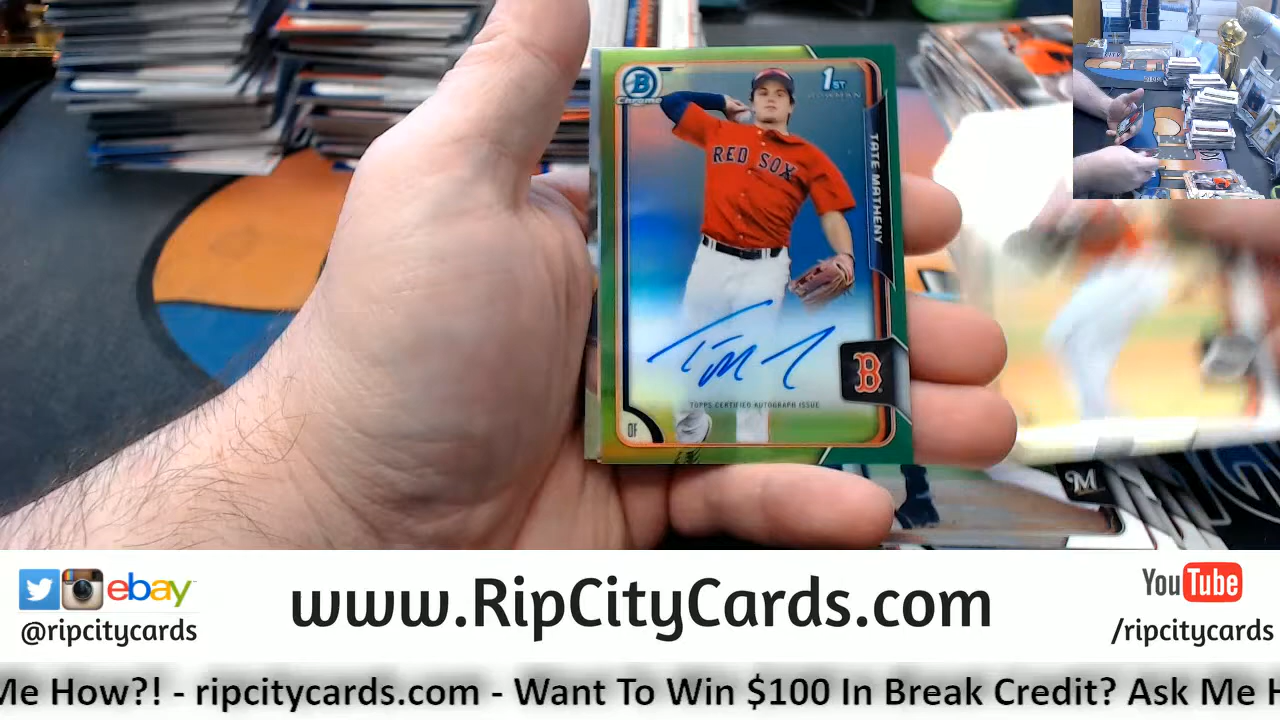 B
Chrome
1ST
BOWMAN
TATE MATHENY
RED SOX
TM
B
TOPPS CERTIFIED AUTOGRAPH ISSUE
OF
M
ebay
@ripcitycards
www.RipCityCards.com
YouTube
/ripcitycards
Me How?! - ripcitycards.com - Want To Win $100 In Break Credit? Ask Me H